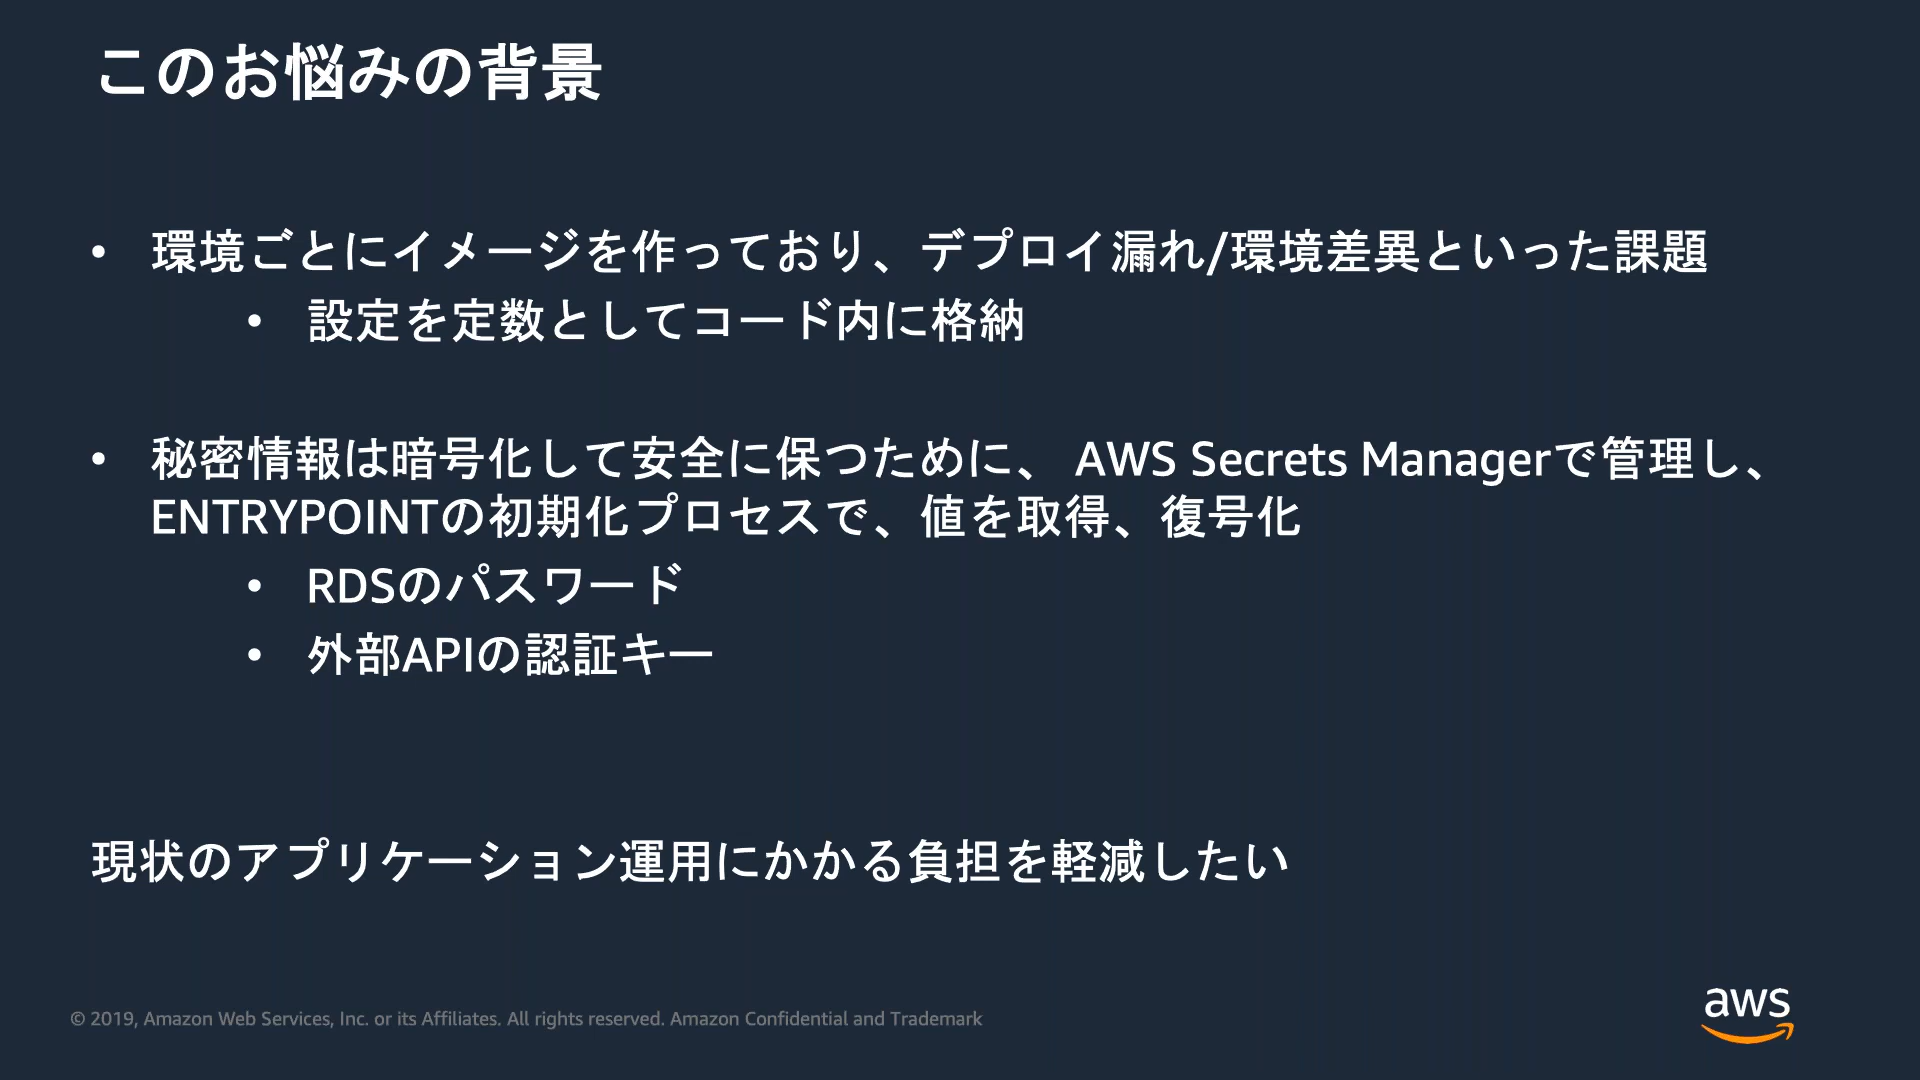 このお悩みの背景
• 環境ごとにイメージを作っており、デプロイ漏れ/環境差異といった課題
• 設定を定数としてコード内に格納
• 秘密情報は暗号化して安全に保つために、 AWS Secrets Managerで管理し、
ENTRYPOINTの初期化プロセスで、値を取得、復号化
• RDSのパスワード
• 外部APIの認証キー
現状のアプリケーション運用にかかる負担を軽減したい
© 2019, Amazon Web Services, Inc. or its Affiliates. All rights reserved. Amazon Confidential and Trademark
aws